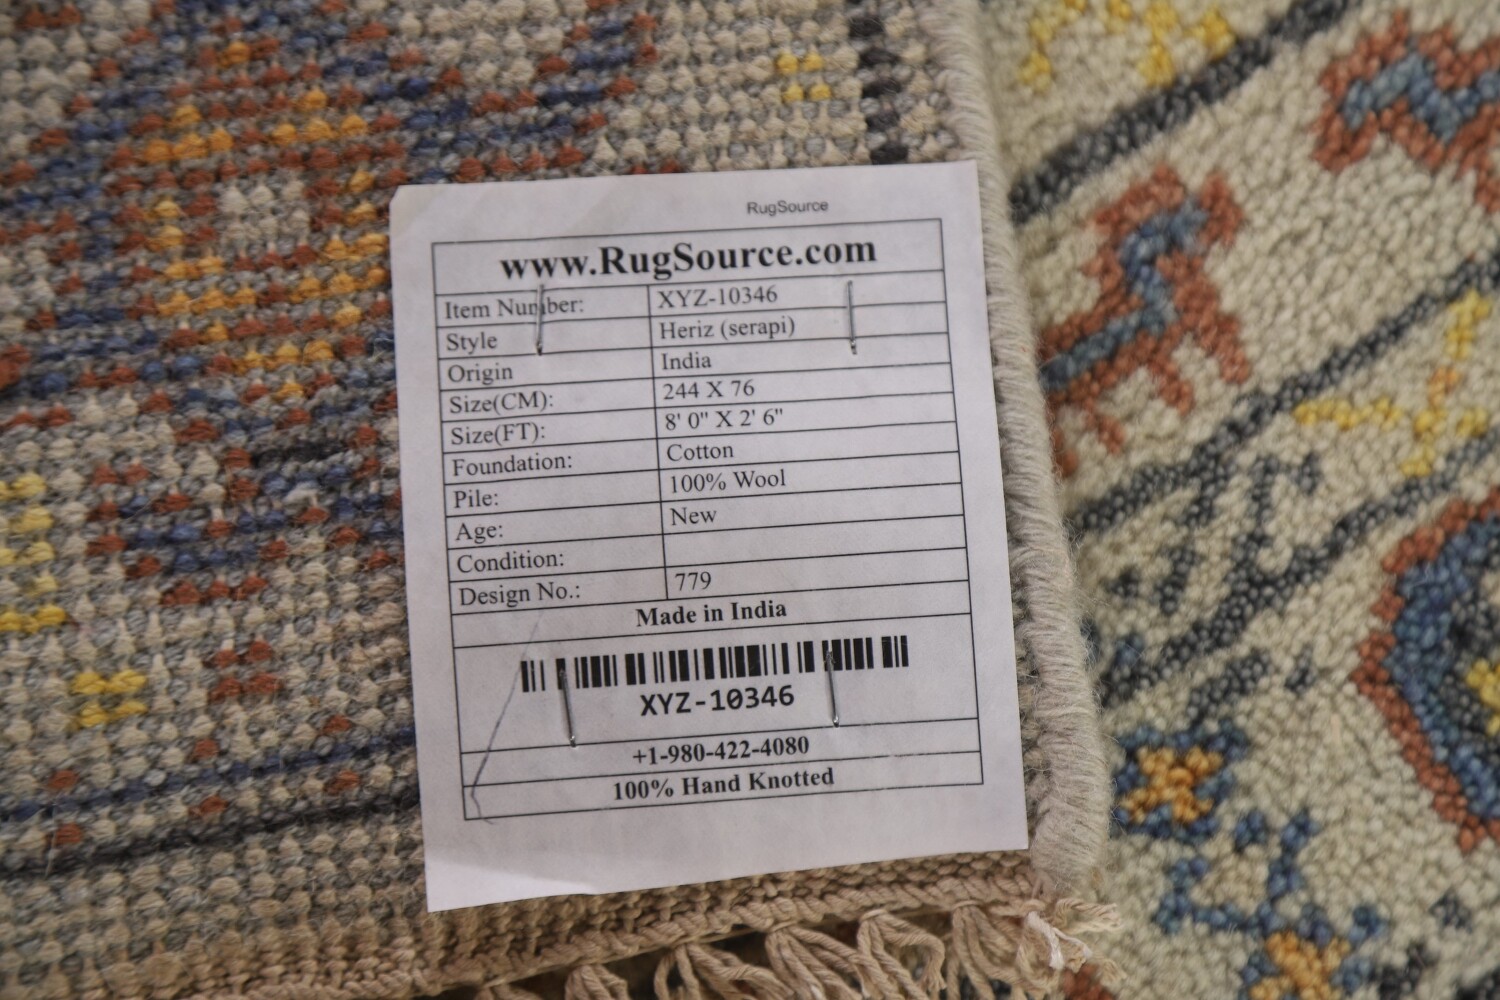 RugSource
www.RugSource.com
Item Number: XYZ-10346
Style Heriz (serapi)
Origin India
Size(CM): 244 X 76
Size(FT): 8' 0" X 2' 6"
Foundation: Cotton
Pile: 100% Wool
Age: New
Condition:
Design No.: 779
Made in India
XYZ-10346
+1-980-422-4080
100% Hand Knotted